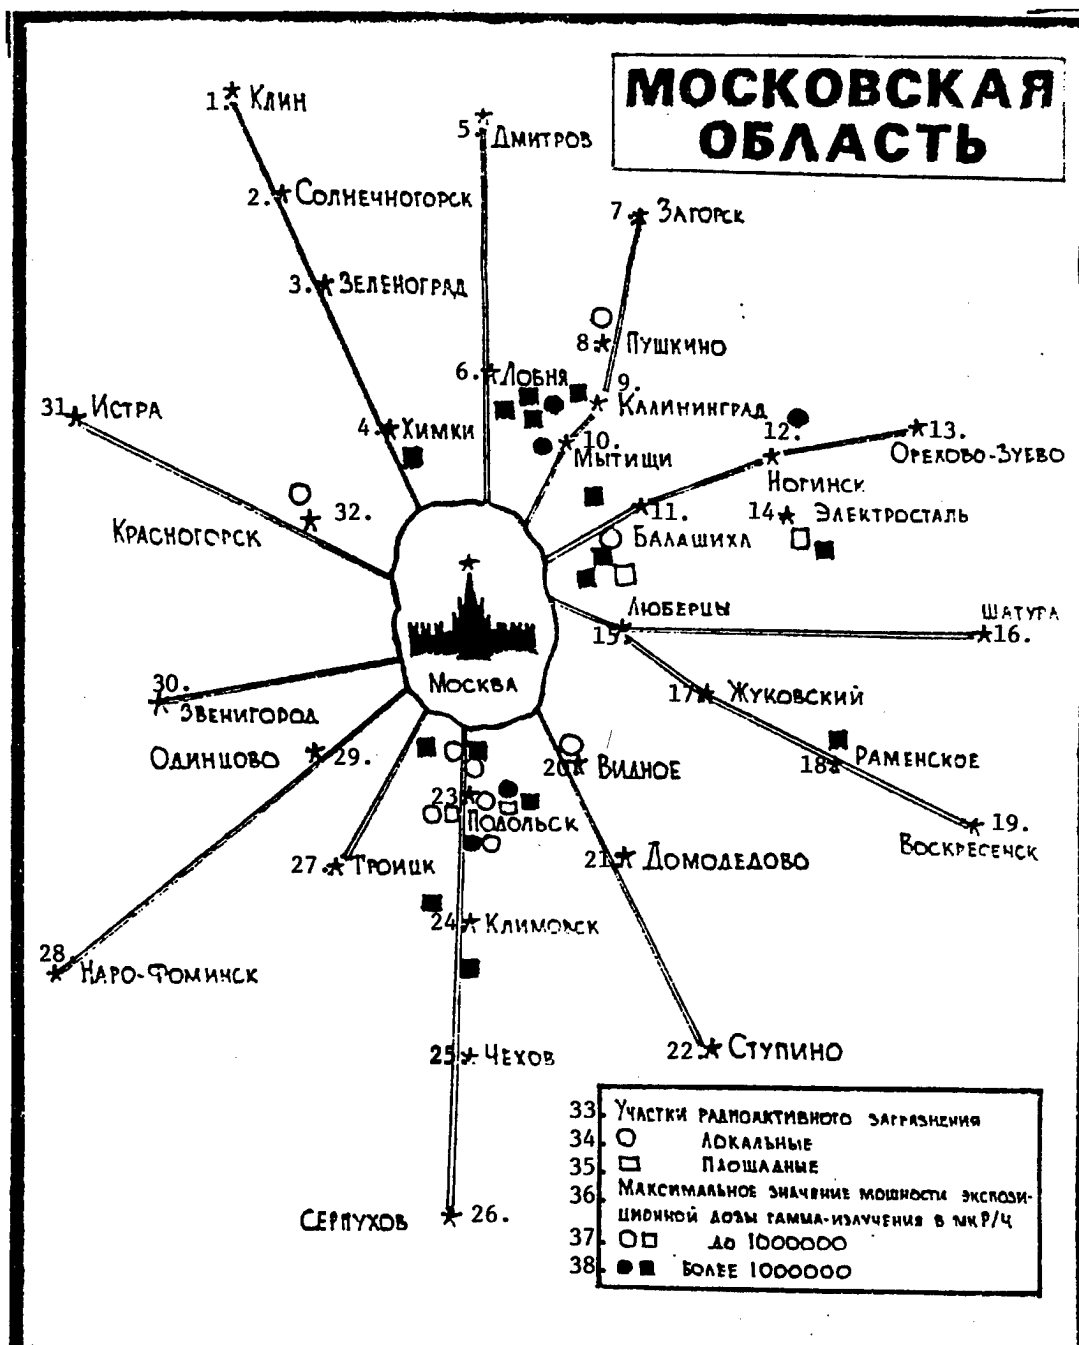 МОСКОВСКАЯ
ОБЛАСТЬ
1. Клин
2. Солнечногорск
3. Зеленоград
4. Химки
5. Дмитров
6. Лобня
7. Загорск
8. Пушкино
9. Калининград
10. Мытищи
11. Балашиха
12. Ногинск
13. Орехово-Зуево
14. Электросталь
Люберцы
15.
Шатура
16.
17. Жуковский
18. Раменское
19. Воскресенск
20. Видное
21. Домодедово
22. Ступино
23. Подольск
24. Климовск
25. Чехов
Серпухов 26.
27. Троицк
28. Наро-Фоминск
Одинцово 29.
30. Звенигород
31. Истра
Красногорск 32.
Москва
33. Участки радиоактивного загрязнения
34. Локальные
35. Площадные
36. Максимальное значение мощности экспози-
ционной дозы гамма-излучения в мкР/ч
37. до 1000000
38. Более 1000000